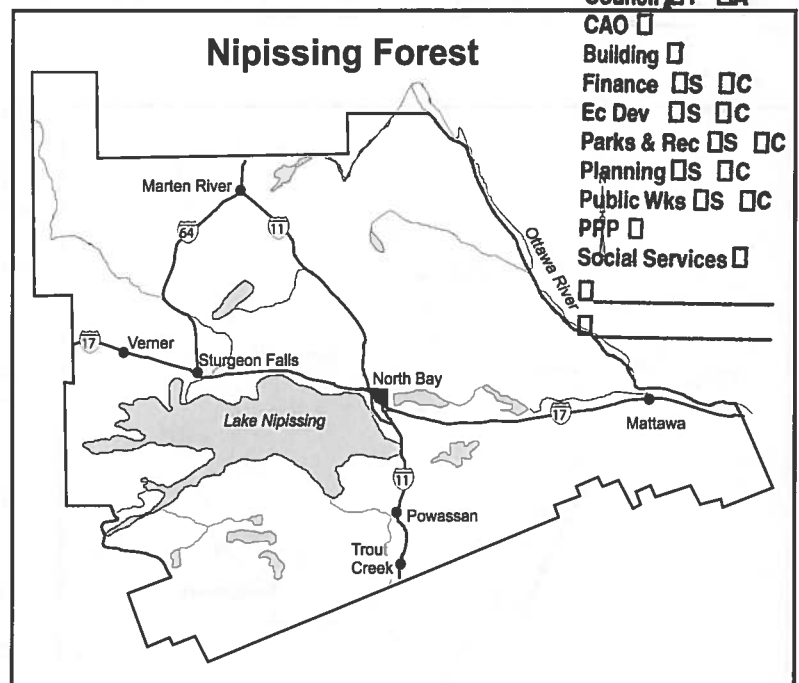 Nipissing Forest
CAO ☐
Building ☐
Finance ☐S ☐C
Ec Dev ☐S ☐C
Parks & Rec ☐S ☐C
Planning ☐S ☐C
Public Wks ☐S ☐C
PPP ☐
Social Services ☐
Marten River
64
11
Ottawa River
17
Verner
Sturgeon Falls
North Bay
Lake Nipissing
17
Mattawa
11
Powassan
Trout
Creek